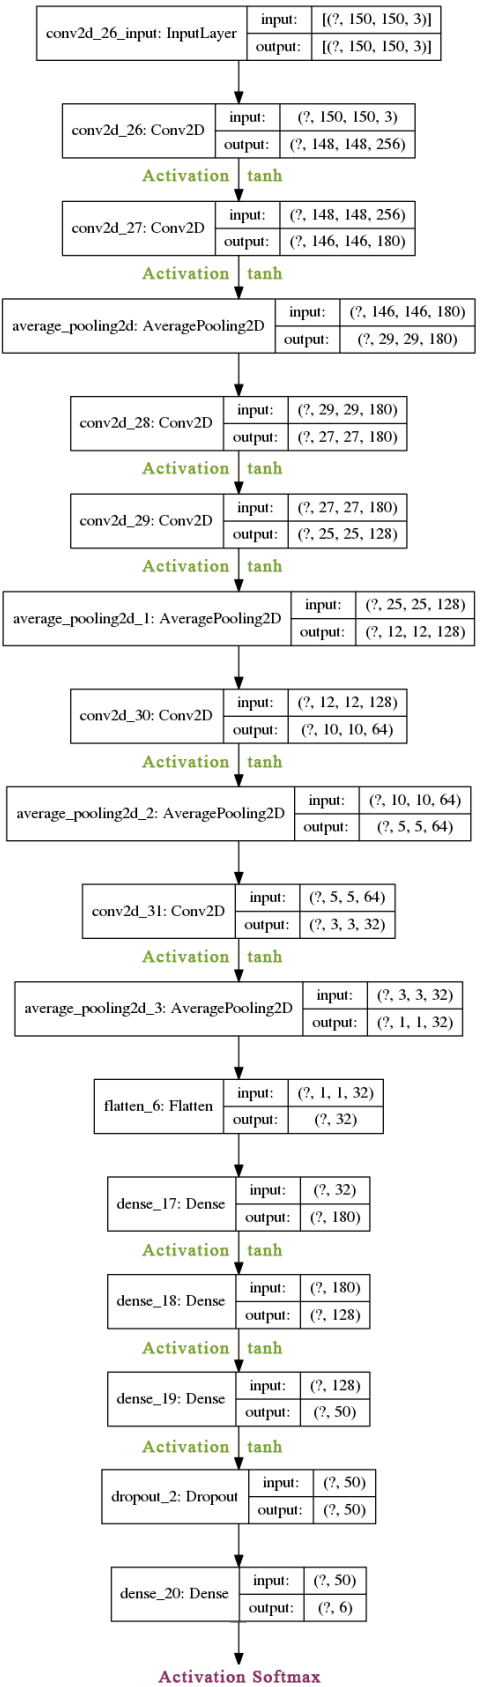 conv2d_26_input: InputLayer
input: [(?, 150, 150, 3)]
output: [(?, 150, 150, 3)]
conv2d_26: Conv2D
input: (?, 150, 150, 3)
output: (?, 148, 148, 256)
Activation tanh
conv2d_27: Conv2D
input: (?, 148, 148, 256)
output: (?, 146, 146, 180)
Activation tanh
average_pooling2d: AveragePooling2D
input: (?, 146, 146, 180)
output: (?, 29, 29, 180)
conv2d_28: Conv2D
input: (?, 29, 29, 180)
output: (?, 27, 27, 180)
Activation tanh
conv2d_29: Conv2D
input: (?, 27, 27, 180)
output: (?, 25, 25, 128)
Activation tanh
average_pooling2d_1: AveragePooling2D
input: (?, 25, 25, 128)
output: (?, 12, 12, 128)
conv2d_30: Conv2D
input: (?, 12, 12, 128)
output: (?, 10, 10, 64)
Activation tanh
average_pooling2d_2: AveragePooling2D
input: (?, 10, 10, 64)
output: (?, 5, 5, 64)
conv2d_31: Conv2D
input: (?, 5, 5, 64)
output: (?, 3, 3, 32)
Activation tanh
average_pooling2d_3: AveragePooling2D
input: (?, 3, 3, 32)
output: (?, 1, 1, 32)
flatten_6: Flatten
input: (?, 1, 1, 32)
output: (?, 32)
dense_17: Dense
input: (?, 32)
output: (?, 180)
Activation tanh
dense_18: Dense
input: (?, 180)
output: (?, 128)
Activation tanh
dense_19: Dense
input: (?, 128)
output: (?, 50)
Activation tanh
dropout_2: Dropout
input: (?, 50)
output: (?, 50)
dense_20: Dense
input: (?, 50)
output: (?, 6)
Activation Softmax